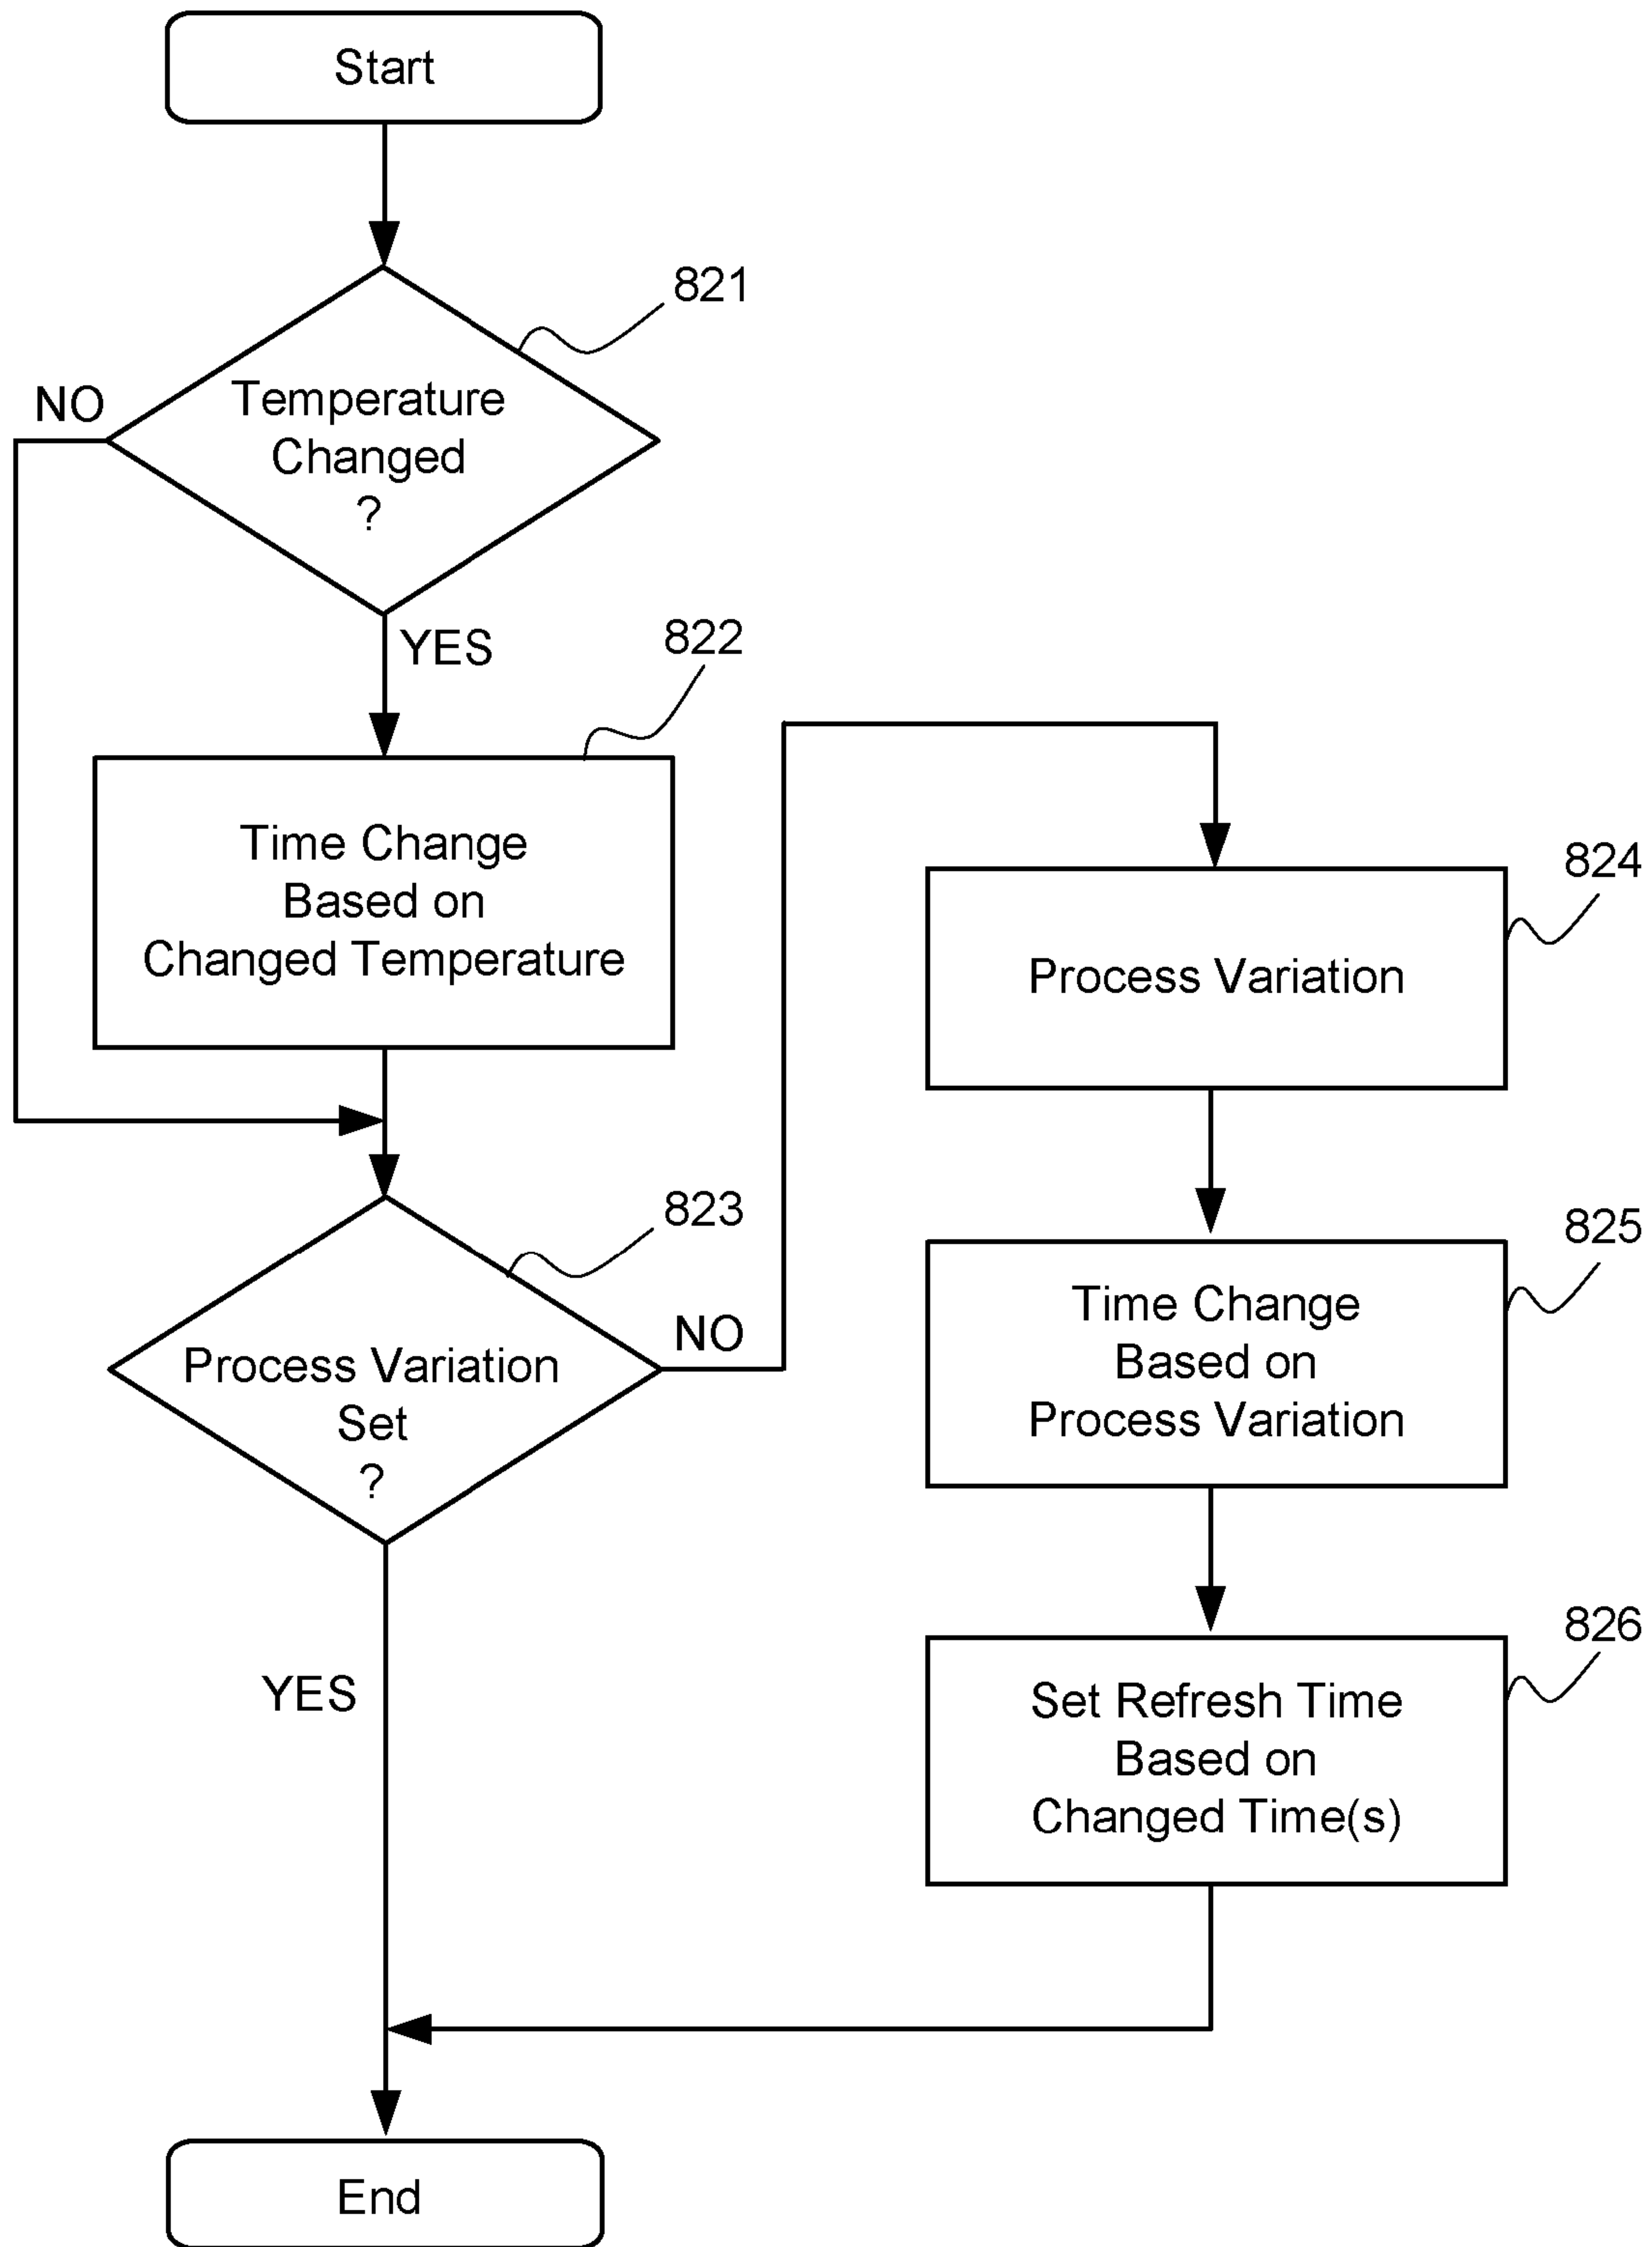 Start
821
NO
Temperature
Changed
?
YES
822
Time Change
Based on
Changed Temperature
823
Process Variation
Set
?
NO
YES
824
Process Variation
825
Time Change
Based on
Process Variation
826
Set Refresh Time
Based on
Changed Time(s)
End